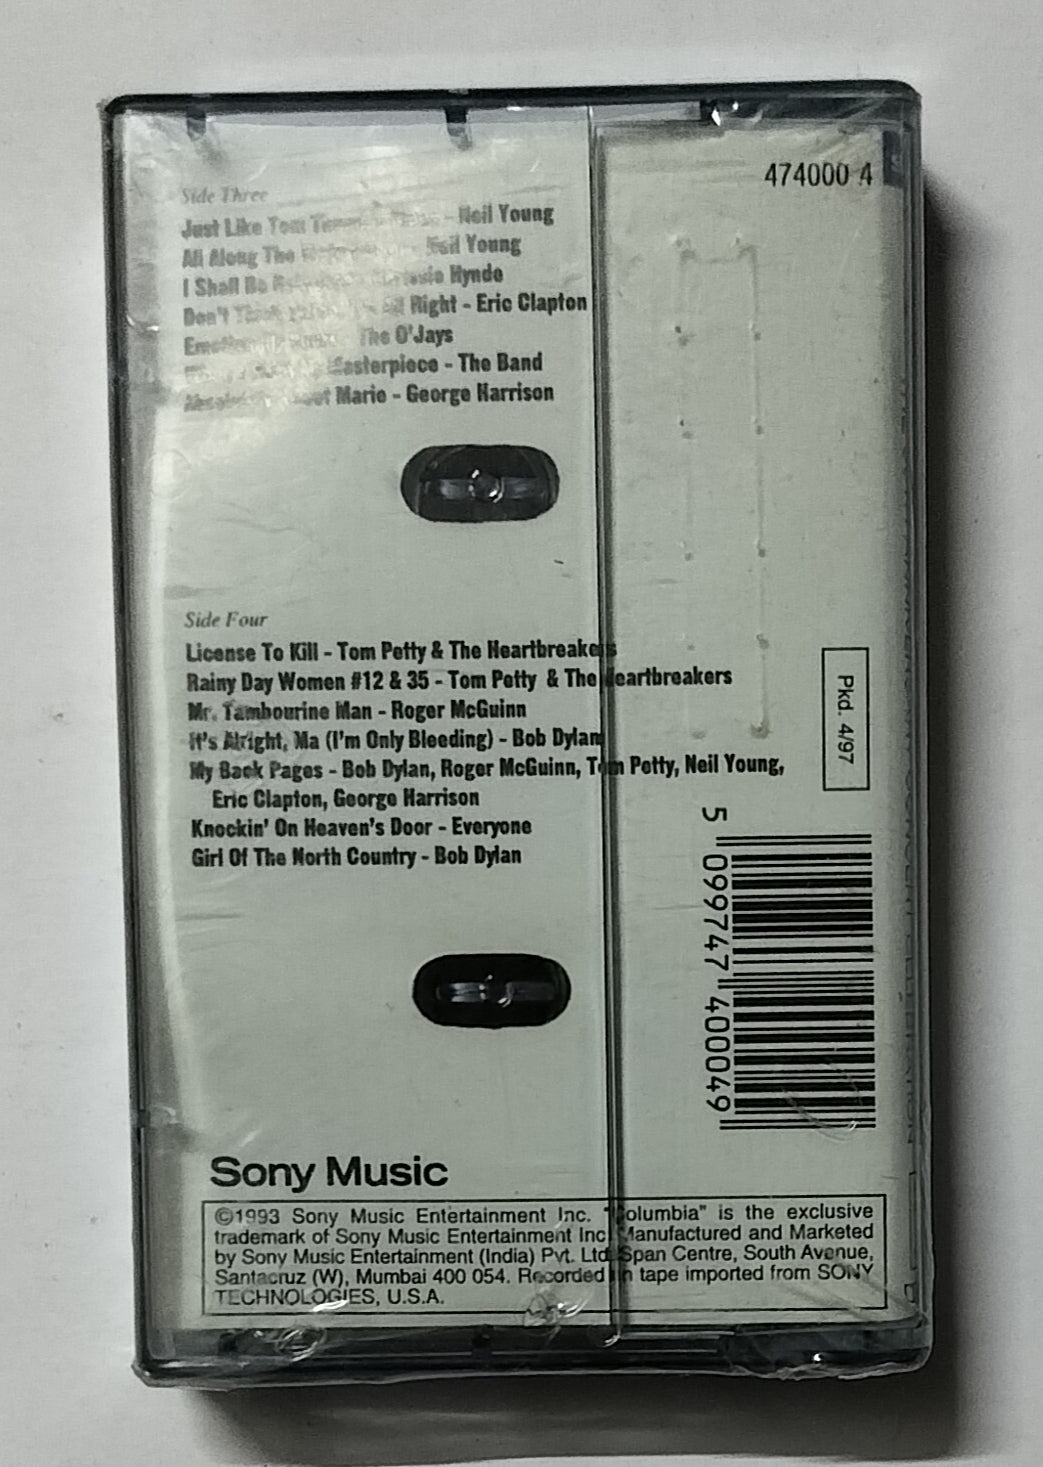 474000 4
Side Three
Just Like Tom - Neil Young
All Along The - Neil Young
I Shall Be Hynde
Don't Right - Eric Clapton
The O'Jays
Masterpiece - The Band
Marie - George Harrison
Side Four
License To Kill - Tom Petty & The Heartbreakers
Rainy Day Women #12 & 35 - Tom Petty & The Heartbreakers
Mr. Tambourine Man - Roger McGuinn
It's Alright, Ma (I'm Only Bleeding) - Bob Dylan
My Back Pages - Bob Dylan, Roger McGuinn, Tom Petty, Neil Young,
Eric Clapton, George Harrison
Knockin' On Heaven's Door - Everyone
Girl Of The North Country - Bob Dylan
Pkd. 4/97
5 099747 400049
Sony Music
©1993 Sony Music Entertainment Inc. "Columbia" is the exclusive
trademark of Sony Music Entertainment Inc. Manufactured and Marketed
by Sony Music Entertainment (India) Pvt. Ltd. Span Centre, South Avenue,
Santacruz (W), Mumbai 400 054. Recorded on tape imported from SONY
TECHNOLOGIES, U.S.A.